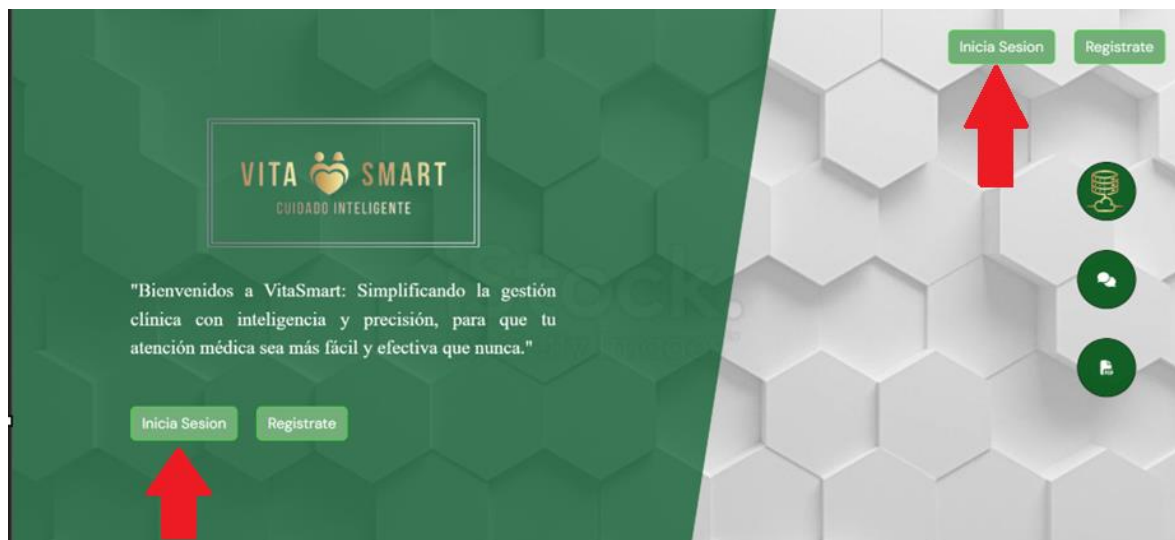 Inicia Sesion Registrate
VITA SMART
CUIDADO INTELIGENTE
"Bienvenidos a VitaSmart: Simplificando la gestión
clínica con inteligencia y precisión, para que tu
atención médica sea más fácil y efectiva que nunca."
Inicia Sesion Registrate